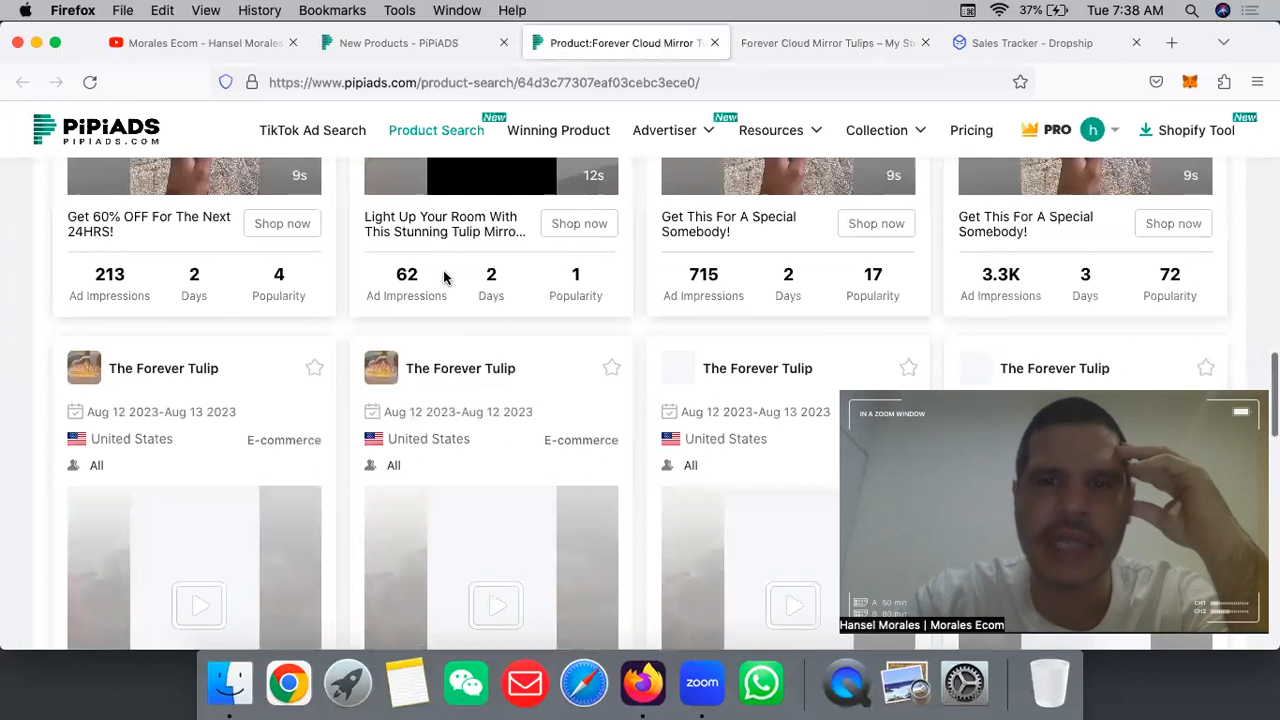 Firefox File Edit View History Bookmarks Tools Window Help
37% Tue 7:38 AM
Morales Ecom - Hansel Morales
New Products - PiPiADS
Product:Forever Cloud Mirror Tu
Forever Cloud Mirror Tulips – My St
Sales Tracker - Dropship
https://www.pipiads.com/product-search/64d3c77307eaf03cebc3ece0/
PiPiADS
PIPIADS.COM
TikTok Ad Search
Product Search New
Winning Product
Advertiser New
Resources
Collection
Pricing
PRO h
Shopify Tool New
9s 12s 9s 9s
Get 60% OFF For The Next
24HRS!
Shop now
Light Up Your Room With
This Stunning Tulip Mirro...
Shop now
Get This For A Special
Somebody!
Shop now
Get This For A Special
Somebody!
Shop now
213 2 4
Ad Impressions Days Popularity
62 2 1
Ad Impressions Days Popularity
715 2 17
Ad Impressions Days Popularity
3.3K 3 72
Ad Impressions Days Popularity
The Forever Tulip
Aug 12 2023-Aug 13 2023
United States E-commerce
All
The Forever Tulip
Aug 12 2023-Aug 12 2023
United States E-commerce
All
The Forever Tulip
Aug 12 2023-Aug 12 2023
United States
All
The Forever Tulip
IN A ZOOM WINDOW
A: 50 min
B: 80 min
CH1
CH2
Hansel Morales | Morales Ecom
zoom